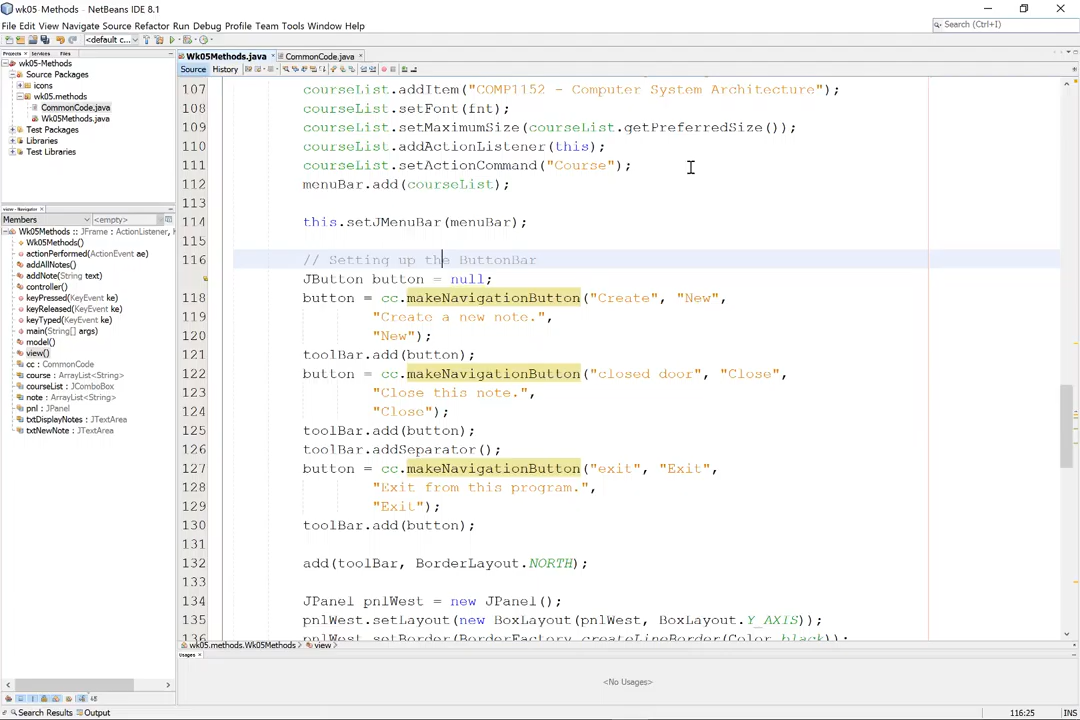 wk05-Methods - NetBeans IDE 8.1
File Edit View Navigate Source Refactor Run Debug Profile Team Tools Window Help
Search (Ctrl+I)
<default c...
Projects × Services Files
Wk05Methods.java × CommonCode.java ×
Source History
wk05-Methods
Source Packages
icons
wk05.methods
CommonCode.java
Wk05Methods.java
Test Packages
Libraries
Test Libraries
Members <empty>
Wk05Methods :: JFrame : ActionListener,
Wk05Methods()
actionPerformed(ActionEvent ae)
addAllNotes()
addNote(String text)
controller()
keyPressed(KeyEvent ke)
keyReleased(KeyEvent ke)
keyTyped(KeyEvent ke)
main(String[] args)
model()
view()
cc : CommonCode
course : ArrayList<String>
courseList : JComboBox
note : ArrayList<String>
pnl : JPanel
txtDisplayNotes : JTextArea
txtNewNote : JTextArea
107 courseList.addItem("COMP1152 - Computer System Architecture");
108 courseList.setFont(fnt);
109 courseList.setMaximumSize(courseList.getPreferredSize());
110 courseList.addActionListener(this);
111 courseList.setActionCommand("Course");
112 menuBar.add(courseList);
113
114 this.setJMenuBar(menuBar);
115
116 // Setting up the ButtonBar
JButton button = null;
118 button = cc.makeNavigationButton("Create", "New",
119 "Create a new note.",
120 "New");
121 toolBar.add(button);
122 button = cc.makeNavigationButton("closed door", "Close",
123 "Close this note.",
124 "Close");
125 toolBar.add(button);
126 toolBar.addSeparator();
127 button = cc.makeNavigationButton("exit", "Exit",
128 "Exit from this program.",
129 "Exit");
130 toolBar.add(button);
131
132 add(toolBar, BorderLayout.NORTH);
133
134 JPanel pnlWest = new JPanel();
135 pnlWest.setLayout(new BoxLayout(pnlWest, BoxLayout.Y_AXIS));
136 pnlWest.setBorder(BorderFactory.createLineBorder(Color.black));
wk05.methods.Wk05Methods view
Usages ×
<No Usages>
Search Results Output
116:25 INS